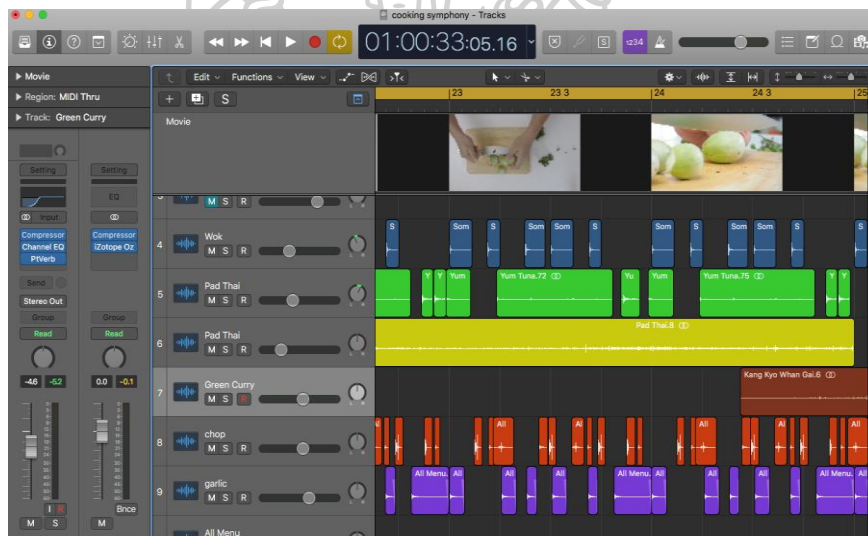 cooking symphony - Tracks
01:00:33:05.16
S
1234
Movie
Region: MIDI Thru
Track: Green Curry
Edit Functions View
S
23 23 3 24 24 3 25
Movie
Setting Setting
EQ
Input
Compressor Compressor
Channel EQ iZotope Oz
PtVerb
Send
Stereo Out
Group Group
Read Read
-4.6 -5.2 0.0 -0.1
I R Bnce
M S M
M S R
4 Wok
M S R
S Som S Som Som S Som S Som Som S S
5 Pad Thai
M S R
Y Y Yum Yum Tuna.72 Yu Yum Yum Tuna.75 Y Y
6 Pad Thai
M S R
Pad Thai.8
7 Green Curry
M S R
Kang Kyo Whan Gai.6
8 chop
M S R
All Al All Al All
9 garlic
M S R
All Menu. All All All All Menu. All All All All Menu. All
All Menu